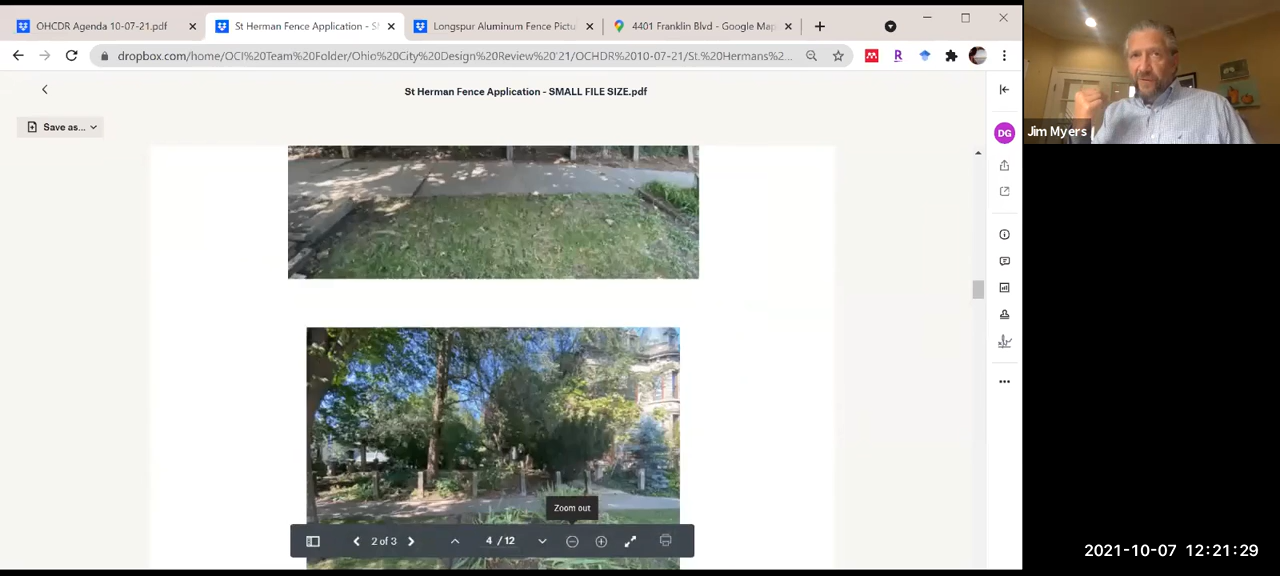 OHCDR Agenda 10-07-21.pdf
St Herman Fence Application - S
Longspur Aluminum Fence Pictu
4401 Franklin Blvd - Google Map
dropbox.com/home/OCI%20Team%20Folder/Ohio%20City%20Design%20Review'21/OCHDR%2010-07-21/St.%20Hermans%2...
R
St Herman Fence Application - SMALL FILE SIZE.pdf
Save as...
DG
Jim Myers
Zoom out
2 of 3
4 / 12
2021-10-07 12:21:29